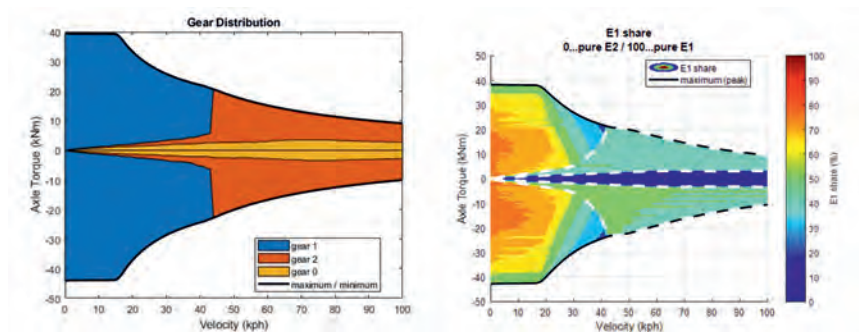 Gear Distribution
40
30
20
10
0
-10
-20
-30
-40
-50
Axle Torque (kNm)
gear 1
gear 2
gear 0
maximum / minimum
0 10 20 30 40 50 60 70 80 90 100
Velocity (kph)
E1 share
0...pure E2 / 100...pure E1
50
40
30
20
10
0
-10
-20
-30
-40
-50
Axle Torque (kNm)
E1 share
maximum (peak)
0 10 20 30 40 50 60 70 80 90 100
Velocity (kph)
100
90
80
70
60
50
40
30
20
10
0
E1 share (%)